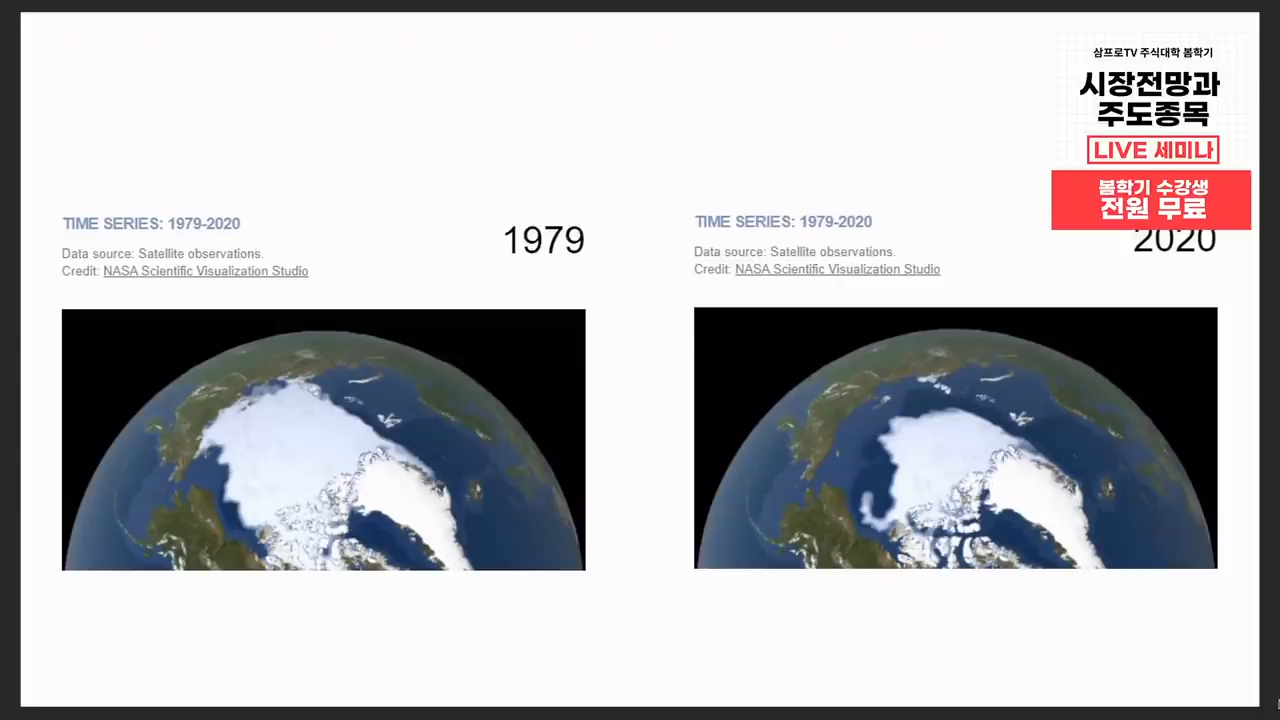 삼프로TV 주식대학 봄학기
시장전망과
주도종목
LIVE 세미나
봄학기 수강생
전원 무료
TIME SERIES: 1979-2020
1979
Data source: Satellite observations.
Credit: NASA Scientific Visualization Studio
TIME SERIES: 1979-2020
2020
Data source: Satellite observations.
Credit: NASA Scientific Visualization Studio